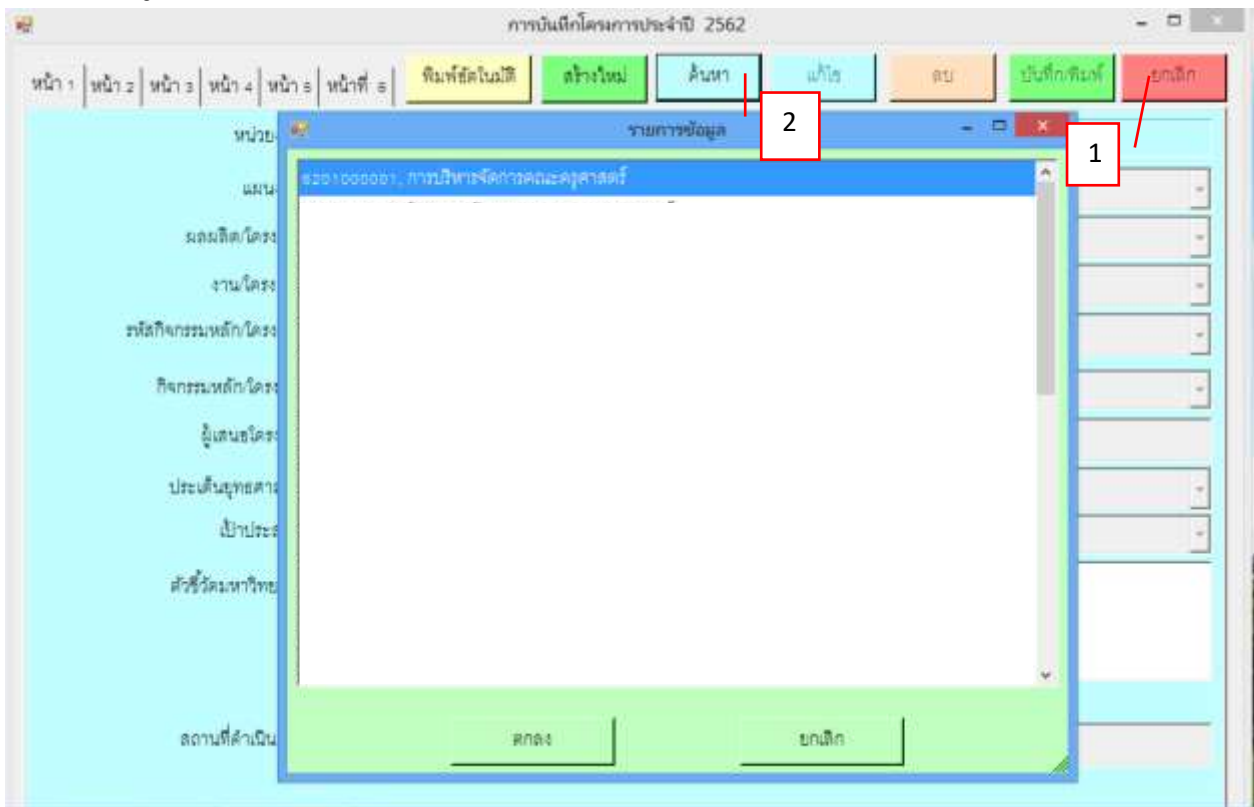 การบันทึกโครงการประจำปี 2562
หน้า 1 หน้า 2 หน้า 3 หน้า 4 หน้า 5 หน้าที่ 6 พิมพ์อัตโนมัติ สร้างใหม่ ค้นหา แก้ไข ลบ บันทึก/พิมพ์ ยกเลิก
2
1
หน่วย
รายการข้อมูล
6201000001, การบริหารจัดการคณะครุศาสตร์
แผน
ผลผลิต/โครง
งาน/โครง
รหัสกิจกรรมหลัก/โครง
กิจกรรมหลัก/โครง
ผู้เสนอโคร
ประเด็นยุทธศา
เป้าประส
ตัวชี้วัดมหาวิทย
สถานที่ดำเนิน
ตกลง ยกเลิก